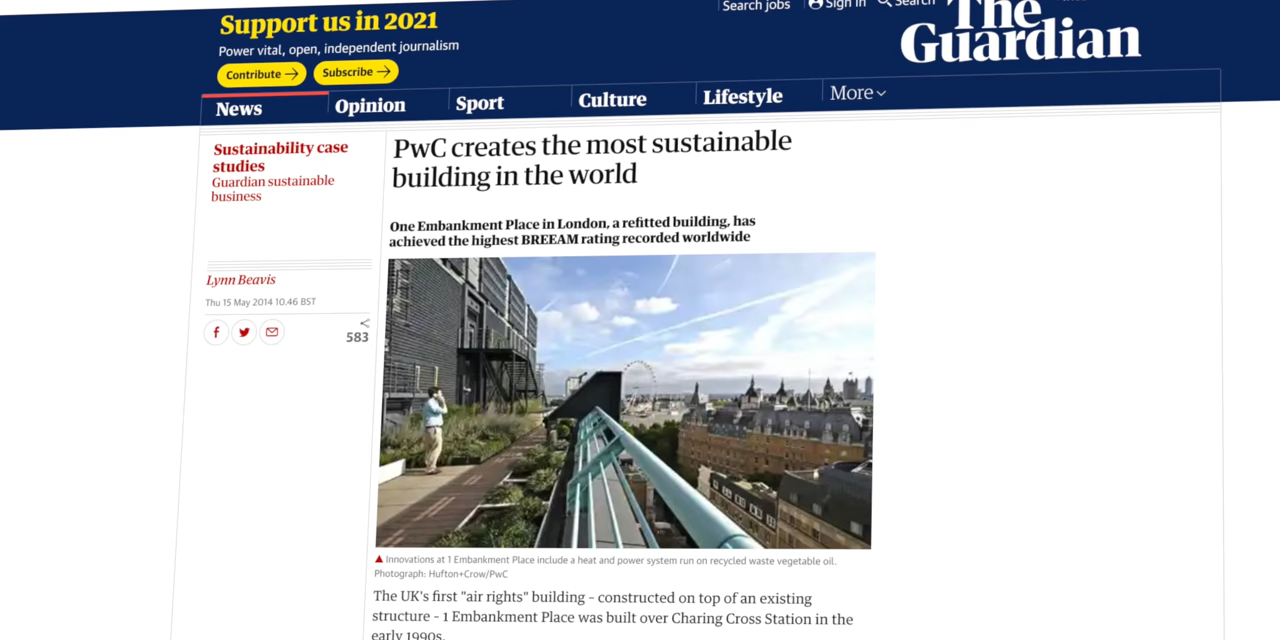 Support us in 2021
Power vital, open, independent journalism
Contribute
Subscribe
Search jobs
Sign in
Search
The
Guardian
News
Opinion
Sport
Culture
Lifestyle
More
Sustainability case
studies
Guardian sustainable
business
Lynn Beavis
Thu 15 May 2014 10.46 BST
583
PwC creates the most sustainable
building in the world
One Embankment Place in London, a refitted building, has
achieved the highest BREEAM rating recorded worldwide
Innovations at 1 Embankment Place include a heat and power system run on recycled waste vegetable oil.
Photograph: Hufton+Crow/PwC
The UK's first "air rights" building – constructed on top of an existing
structure – 1 Embankment Place was built over Charing Cross Station in the
early 1990s.